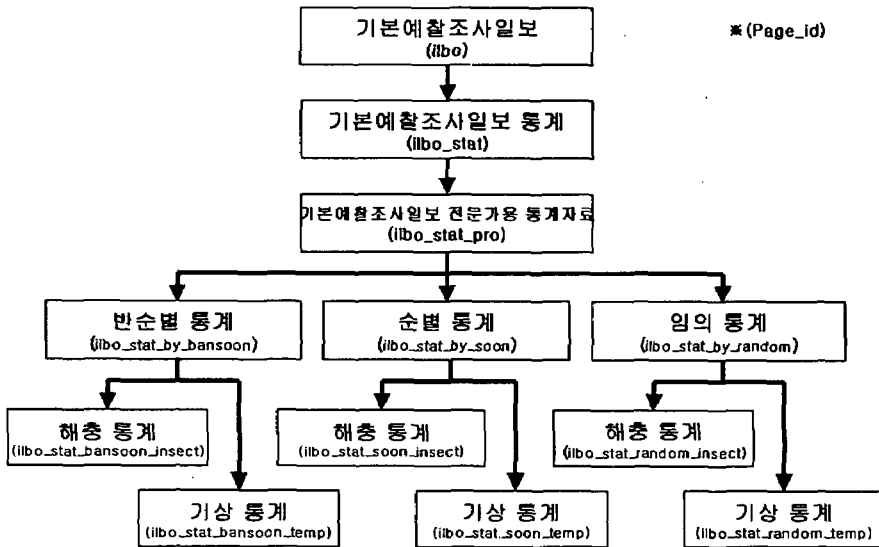 기본예찰조사일보
(ilbo)
※(Page_id)
기본예찰조사일보 통계
(ilbo_stat)
기본예찰조사일보 전문가용 통계자료
(ilbo_stat_pro)
반순별 통계
(ilbo_stat_by_bansoon)
순별 통계
(ilbo_stat_by_soon)
임의 통계
(ilbo_stat_by_random)
해충 통계
(ilbo_stat_bansoon_insect)
해충 통계
(ilbo_stat_soon_insect)
해충 통계
(ilbo_stat_random_insect)
기상 통계
(ilbo_stat_bansoon_temp)
기상 통계
(ilbo_stat_soon_temp)
기상 통계
(ilbo_stat_random_temp)